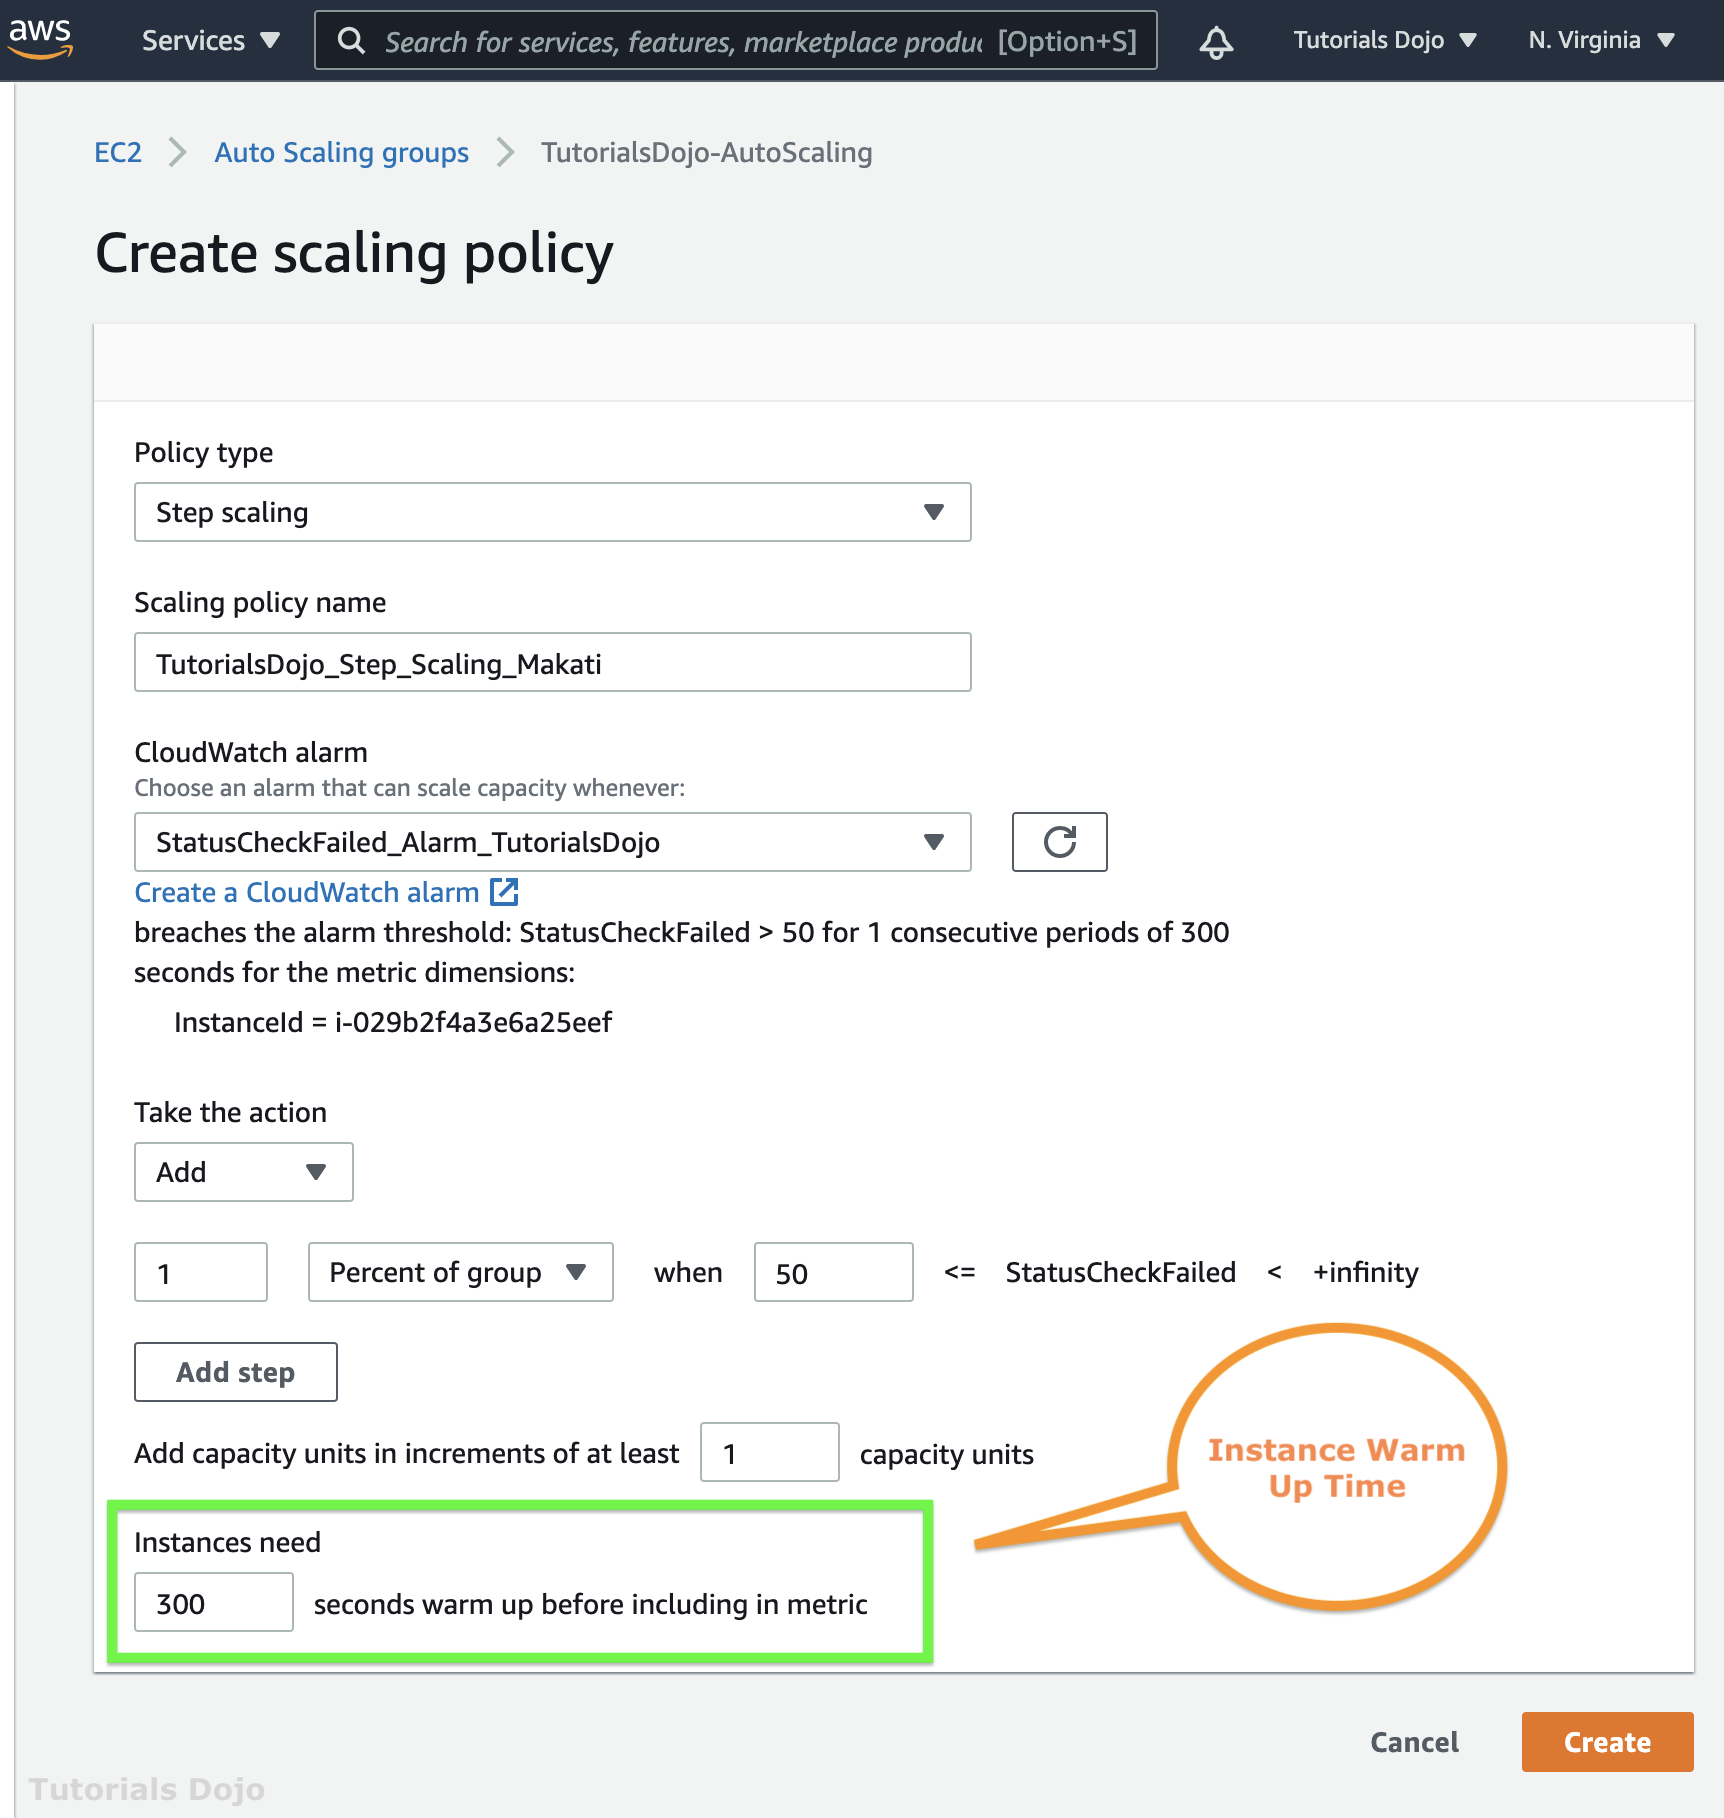 aws
Services
Search for services, features, marketplace produc [Option+S]
Tutorials Dojo
N. Virginia
EC2 > Auto Scaling groups > TutorialsDojo-AutoScaling
Create scaling policy
Policy type
Step scaling
Scaling policy name
TutorialsDojo_Step_Scaling_Makati
CloudWatch alarm
Choose an alarm that can scale capacity whenever:
StatusCheckFailed_Alarm_TutorialsDojo
Create a CloudWatch alarm
breaches the alarm threshold: StatusCheckFailed > 50 for 1 consecutive periods of 300
seconds for the metric dimensions:
InstanceId = i-029b2f4a3e6a25eef
Take the action
Add
1 Percent of group when 50 <= StatusCheckFailed < +infinity
Add step
Add capacity units in increments of at least 1 capacity units
Instance Warm
Up Time
Instances need
300 seconds warm up before including in metric
Cancel
Create
Tutorials Dojo